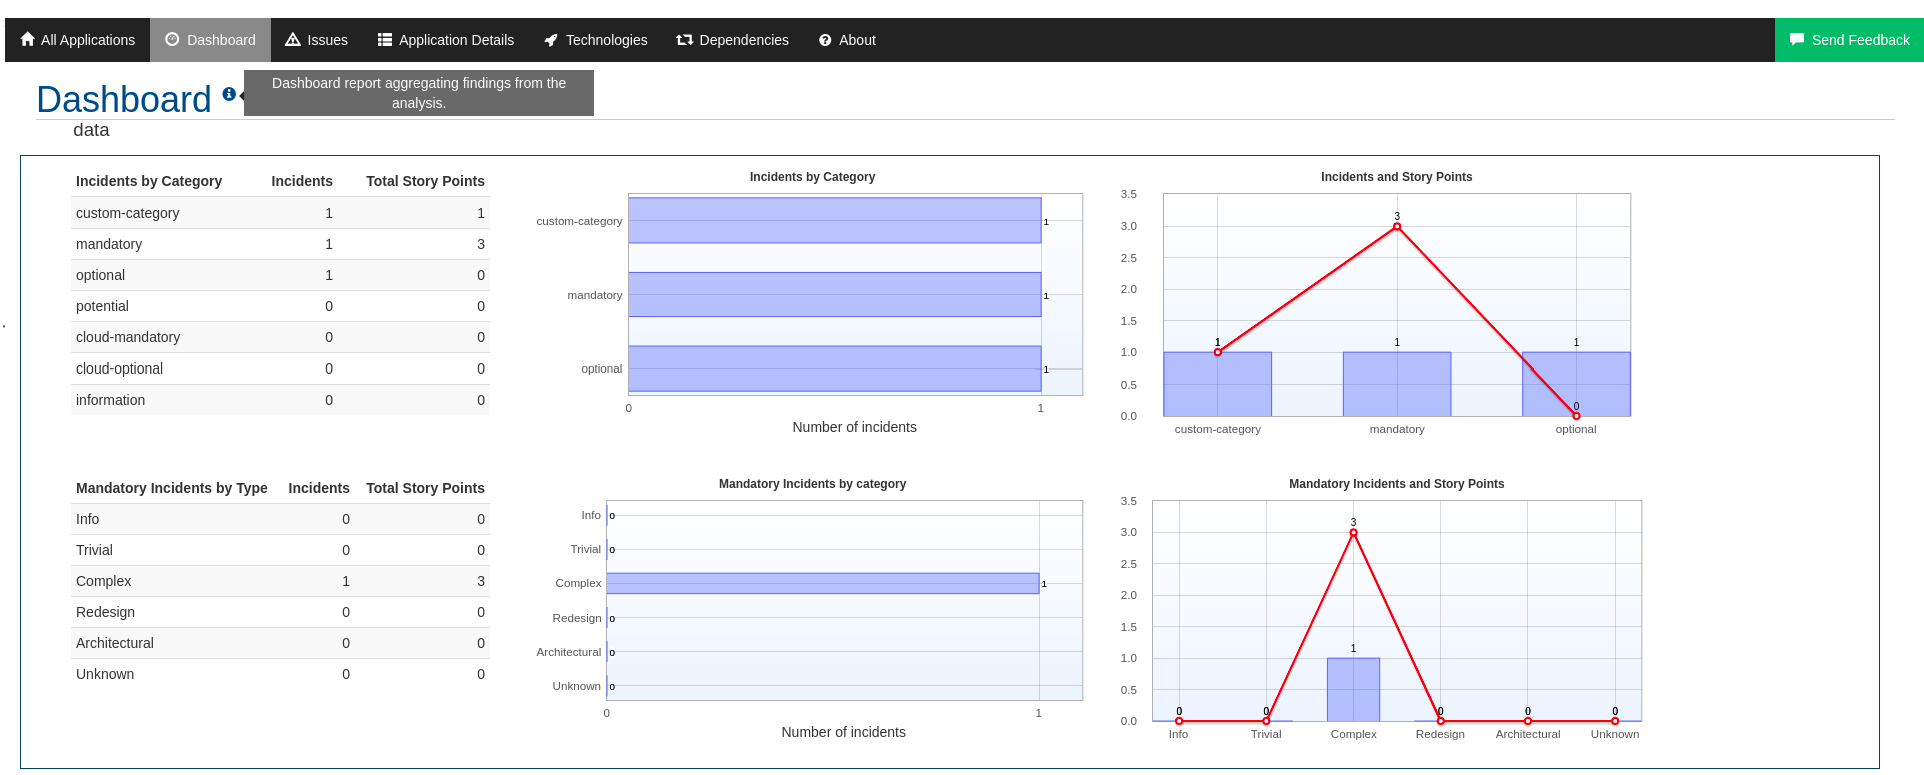 All Applications Dashboard Issues Application Details Technologies Dependencies About Send Feedback
Dashboard
Dashboard report aggregating findings from the
analysis.
data
Incidents by Category Incidents Total Story Points
custom-category 1 1
mandatory 1 3
optional 1 0
potential 0 0
cloud-mandatory 0 0
cloud-optional 0 0
information 0 0
Incidents by Category
custom-category 1
mandatory 1
optional 1
0 1
Number of incidents
Incidents and Story Points
3.5
3.0
2.5
2.0
1.5
1.0
0.5
0.0
3
1 1 1
0
custom-category mandatory optional
Mandatory Incidents by Type Incidents Total Story Points
Info 0 0
Trivial 0 0
Complex 1 3
Redesign 0 0
Architectural 0 0
Unknown 0 0
Mandatory Incidents by category
Info 0
Trivial 0
Complex 1
Redesign 0
Architectural 0
Unknown 0
0 1
Number of incidents
Mandatory Incidents and Story Points
3.5
3.0
2.5
2.0
1.5
1.0
0.5
0.0
3
1
0 0 0 0 0
Info Trivial Complex Redesign Architectural Unknown